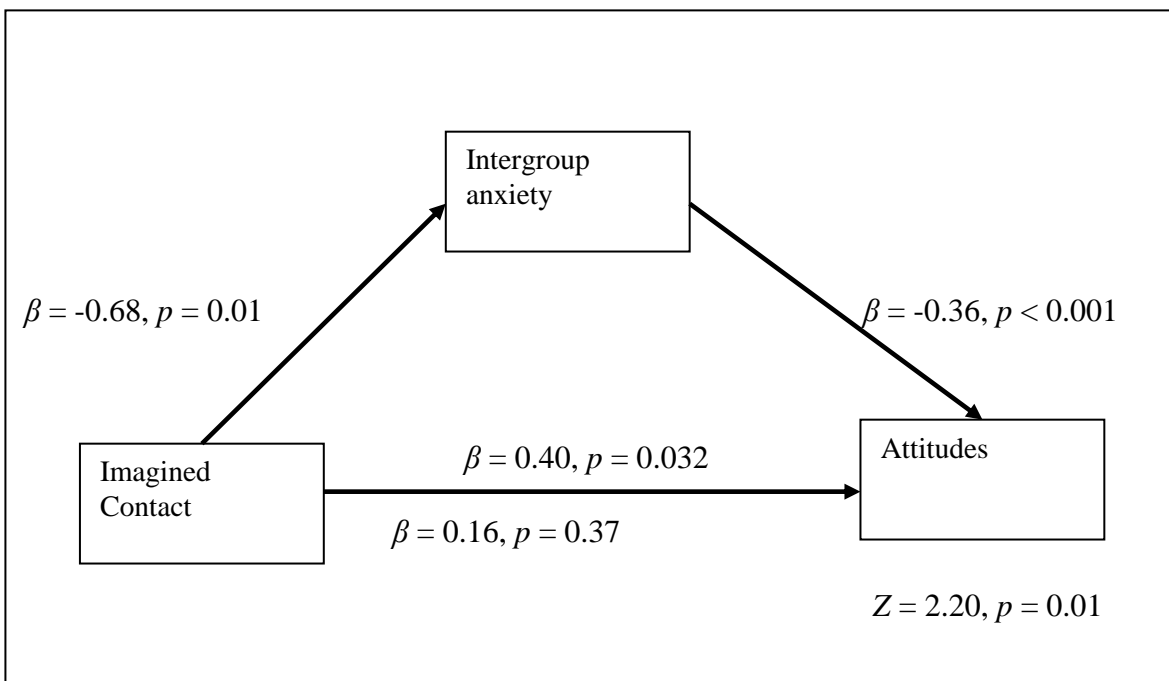 Intergroup
anxiety
β = -0.68, p = 0.01
β = -0.36, p < 0.001
Imagined
Contact
β = 0.40, p = 0.032
Attitudes
β = 0.16, p = 0.37
Z = 2.20, p = 0.01